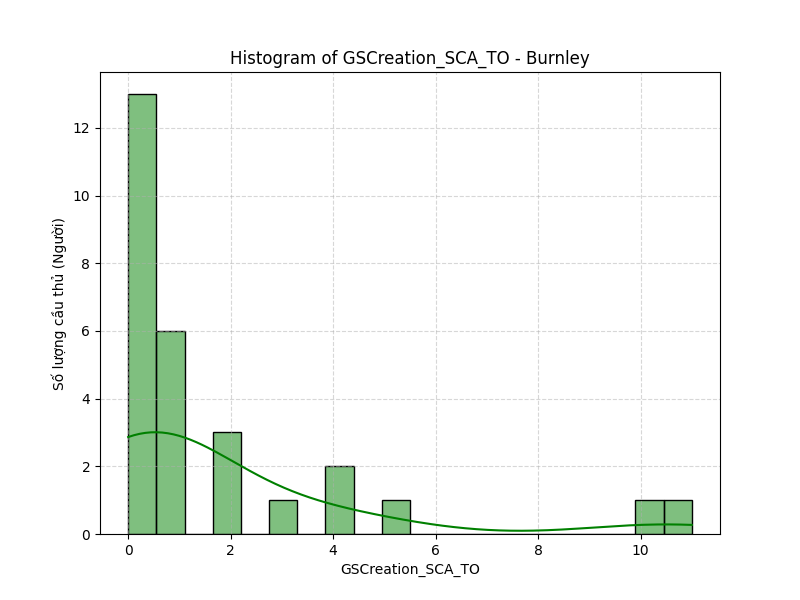 Histogram of GSCreation_SCA_TO - Burnley
Số lượng cầu thủ (Người)
12
10
8
6
4
2
0
0 2 4 6 8 10
GSCreation_SCA_TO